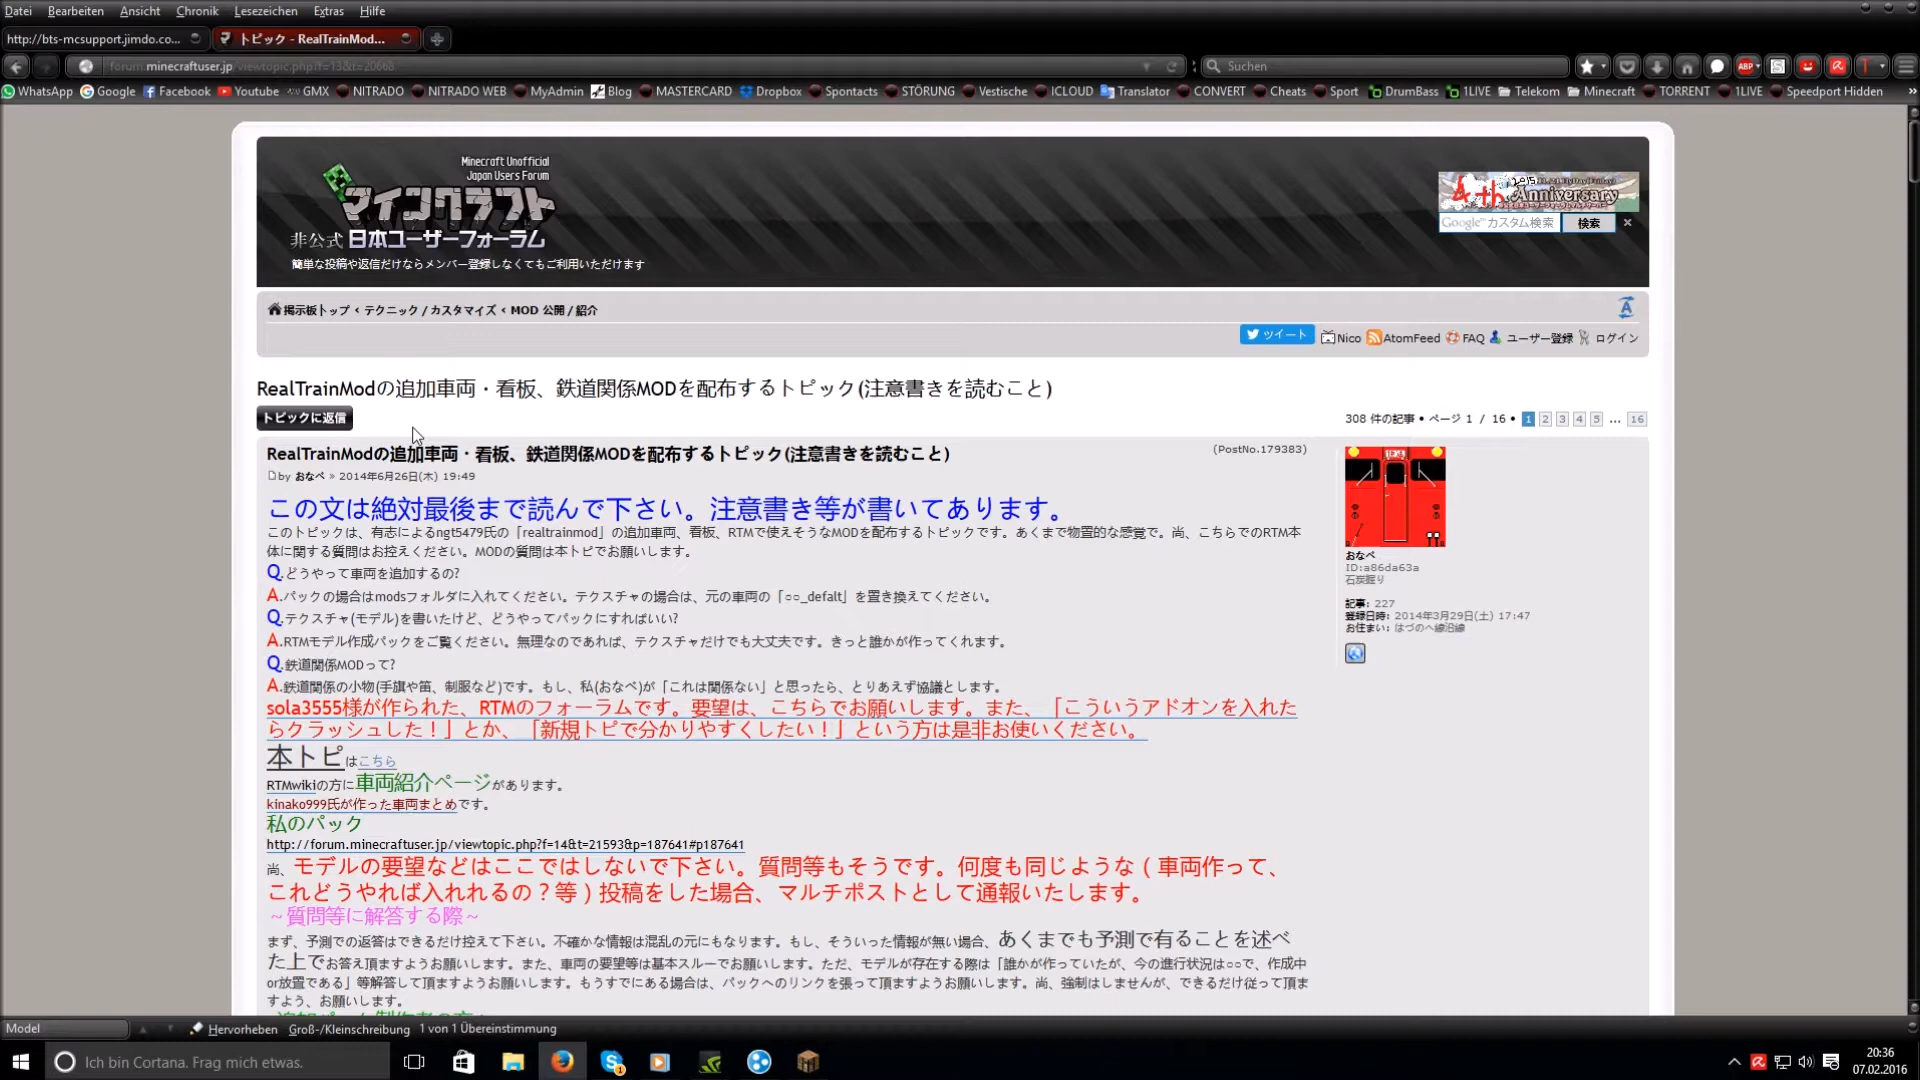 Datei Bearbeiten Ansicht Chronik Lesezeichen Extras Hilfe
http://bts-mcsupport.jimdo.co... トピック - RealTrainMod...
forum.minecraftuser.jp/viewtopic.php?f=13&t=20668
Suchen
WhatsApp Google Facebook Youtube GMX NITRADO NITRADO WEB MyAdmin Blog MASTERCARD Dropbox Spontacts STÖRUNG Vestische ICLOUD Translator CONVERT Cheats Sport DrumBass 1LIVE Telekom Minecraft TORRENT 1LIVE Speedport Hidden »
Minecraft Unofficial
Japan Users Forum
マインクラフト
非公式 日本ユーザーフォーラム
簡単な投稿や返信だけならメンバー登録しなくてもご利用いただけます
4th Anniversary
Google™ カスタム検索 検索 ×
掲示板トップ ‹ テクニック / カスタマイズ ‹ MOD 公開 / 紹介
ツイート Nico AtomFeed FAQ ユーザー登録 ログイン
RealTrainModの追加車両・看板、鉄道関係MODを配布するトピック(注意書きを読むこと)
トピックに返信
308 件の記事 • ページ 1 / 16 • 1 2 3 4 5 ... 16
RealTrainModの追加車両・看板、鉄道関係MODを配布するトピック(注意書きを読むこと)
(PostNo.179383)
by おなべ » 2014年6月26日(木) 19:49
この文は絶対最後まで読んで下さい。注意書き等が書いてあります。
このトピックは、有志によるngt5479氏の「realtrainmod」の追加車両、看板、RTMで使えそうなMODを配布するトピックです。あくまで物置的な感覚で。尚、こちらでのRTM本
体に関する質問はお控えください。MODの質問は本トピでお願いします。
Q.どうやって車両を追加するの?
A.パックの場合はmodsフォルダに入れてください。テクスチャの場合は、元の車両の「○○_defalt」を置き換えてください。
Q.テクスチャ(モデル)を書いたけど、どうやってパックにすればいい?
A.RTMモデル作成パックをご覧ください。無理なのであれば、テクスチャだけでも大丈夫です。きっと誰かが作ってくれます。
Q.鉄道関係MODって?
A.鉄道関係の小物(手旗や笛、制服など)です。もし、私(おなべ)が「これは関係ない」と思ったら、とりあえず協議とします。
sola3555様が作られた、RTMのフォーラムです。要望は、こちらでお願いします。また、「こういうアドオンを入れた
らクラッシュした！」とか、「新規トピで分かりやすくしたい！」という方は是非お使いください。
本トピはこちら
RTMwikiの方に車両紹介ページがあります。
kinako999氏が作った車両まとめです。
私のパック
http://forum.minecraftuser.jp/viewtopic.php?f=14&t=21593&p=187641#p187641
尚、モデルの要望などはここではしないで下さい。質問等もそうです。何度も同じような（車両作って、
これどうやれば入れれるの？等）投稿をした場合、マルチポストとして通報いたします。
～質問等に解答する際～
まず、予測での返答はできるだけ控えて下さい。不確かな情報は混乱の元にもなります。もし、そういった情報が無い場合、あくまでも予測で有ることを述べ
た上でお答え頂ますようお願いします。また、車両の要望等は基本スルーでお願いします。ただ、モデルが存在する際は「誰かが作っていたが、今の進行状況は○○で、作成中
or放置である」等解答して頂ますようお願いします。もうすでにある場合は、パックへのリンクを張って頂ますようお願いします。尚、強制はしませんが、できるだけ従って頂ま
すよう、お願いします。
おなべ
ID:a86da63a
石炭掘り
記事: 227
登録日時: 2014年3月29日(土) 17:47
お住まい: はづのへ線沿線
Model Hervorheben Groß-/Kleinschreibung 1 von 1 Übereinstimmung
Ich bin Cortana. Frag mich etwas.
20:36
07.02.2016